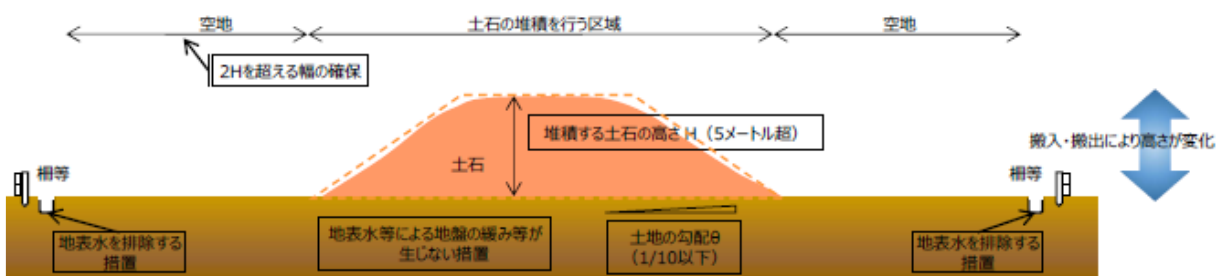 空地
土石の堆積を行う区域
空地
2Hを超える幅の確保
堆積する土石の高さH（5メートル超）
搬入・搬出により高さが変化
土石
柵等
柵等
地表水を排除する
措置
地表水等による地盤の緩み等が
生じない措置
土地の勾配θ
（1/10以下）
地表水を排除する
措置